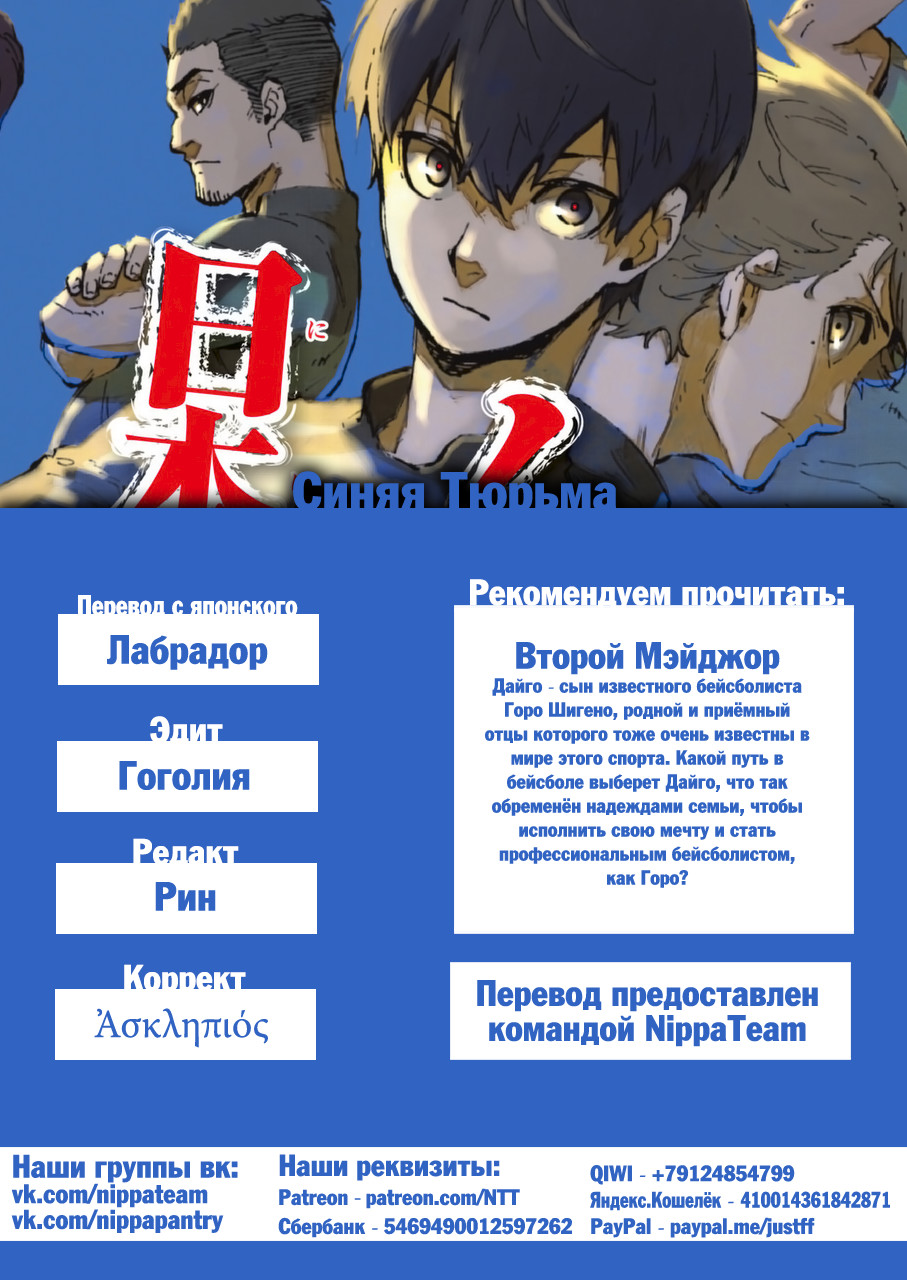 日本
に
Синяя Тюрьма
Перевод с японского
Лабрадор
Эдит
Гоголия
Редакт
Рин
Коррект
Ἀσκληπιός
Рекомендуем прочитать:
Второй Мэйджор
Дайго - сын известного бейсболиста
Горо Шигено, родной и приёмный
отцы которого тоже очень известны в
мире этого спорта. Какой путь в
бейсболе выберет Дайго, что так
обременён надеждами семьи, чтобы
исполнить свою мечту и стать
профессиональным бейсболистом,
как Горо?
Перевод предоставлен
командой NippaTeam
Наши группы вк:
vk.com/nippateam
vk.com/nippapantry
Наши реквизиты:
Patreon - patreon.com/NTT
Сбербанк - 5469490012597262
QIWI - +79124854799
Яндекс.Кошелёк - 410014361842871
PayPal - paypal.me/justff